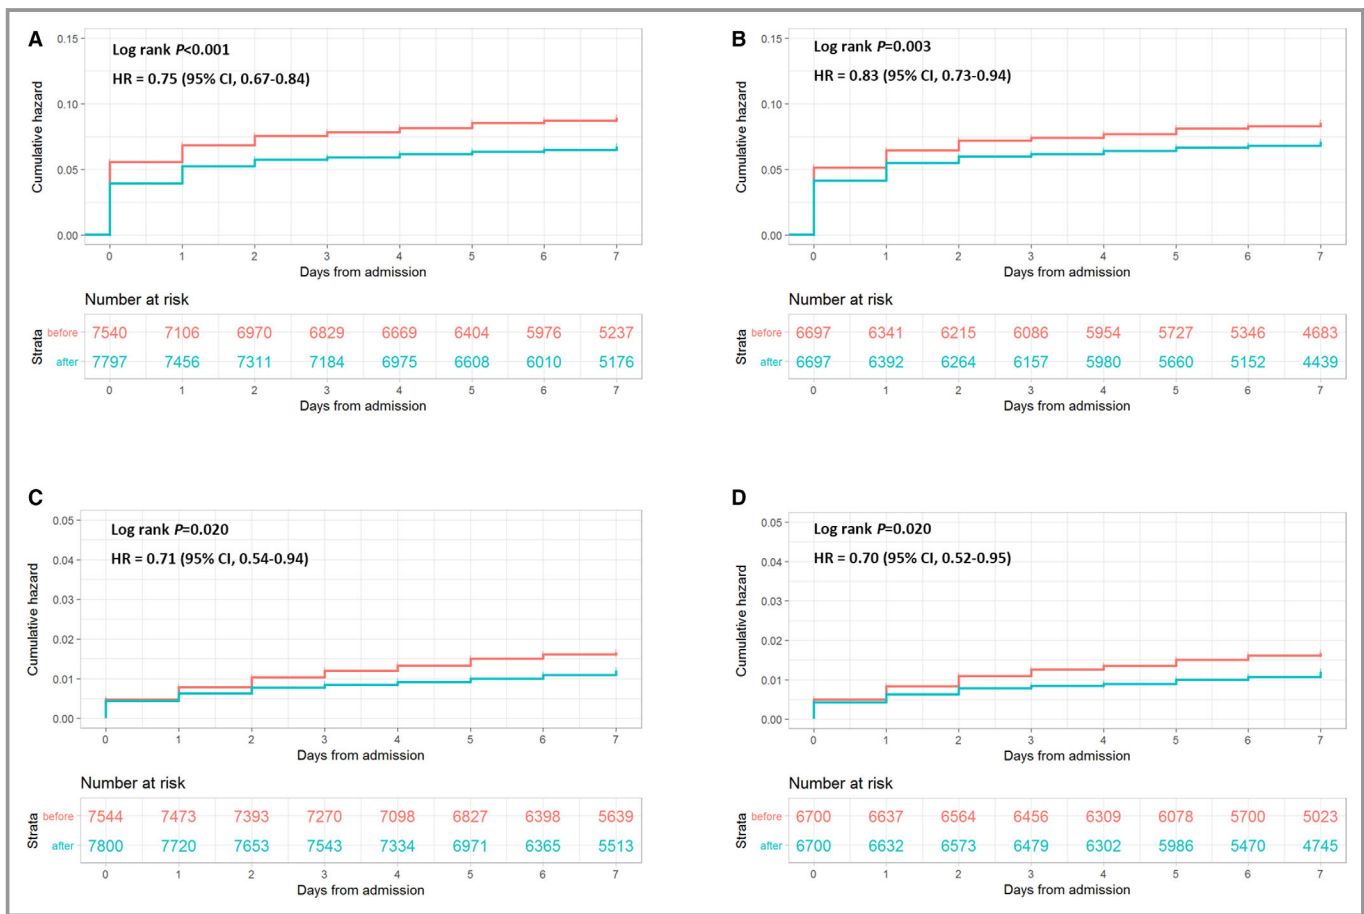 A
Log rank P<0.001
HR = 0.75 (95% CI, 0.67-0.84)
Cumulative hazard
0.15
0.10
0.05
0.00
0 1 2 3 4 5 6 7
Days from admission
Number at risk
Strata
before 7540 7106 6970 6829 6669 6404 5976 5237
after 7797 7456 7311 7184 6975 6608 6010 5176
0 1 2 3 4 5 6 7
Days from admission
B
Log rank P=0.003
HR = 0.83 (95% CI, 0.73-0.94)
Cumulative hazard
0.15
0.10
0.05
0.00
0 1 2 3 4 5 6 7
Days from admission
Number at risk
Strata
before 6697 6341 6215 6086 5954 5727 5346 4683
after 6697 6392 6264 6157 5980 5660 5152 4439
0 1 2 3 4 5 6 7
Days from admission
C
Log rank P=0.020
HR = 0.71 (95% CI, 0.54-0.94)
Cumulative hazard
0.05
0.04
0.03
0.02
0.01
0.00
0 1 2 3 4 5 6 7
Days from admission
Number at risk
Strata
before 7544 7473 7393 7270 7098 6827 6398 5639
after 7800 7720 7653 7543 7334 6971 6365 5513
0 1 2 3 4 5 6 7
Days from admission
D
Log rank P=0.020
HR = 0.70 (95% CI, 0.52-0.95)
Cumulative hazard
0.05
0.04
0.03
0.02
0.01
0.00
0 1 2 3 4 5 6 7
Days from admission
Number at risk
Strata
before 6700 6637 6564 6456 6309 6078 5700 5023
after 6700 6632 6573 6479 6302 5986 5470 4745
0 1 2 3 4 5 6 7
Days from admission